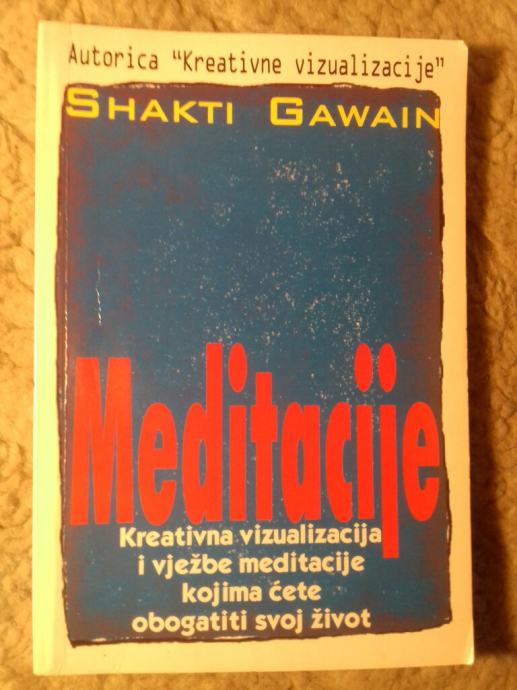 Autorica "Kreativne vizualizacije"
SHAKTI GAWAIN
Meditacije
Kreativna vizualizacija
i vježbe meditacije
kojima ćete
obogatiti svoj život